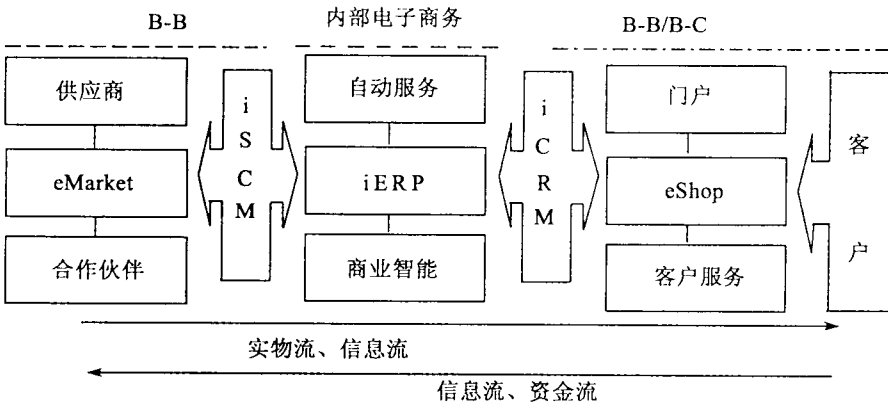 B-B
内部电子商务
B-B/B-C
供应商
eMarket
合作伙伴
iSCM
自动服务
iERP
商业智能
iCRM
门户
eShop
客户服务
客户
实物流、信息流
信息流、资金流